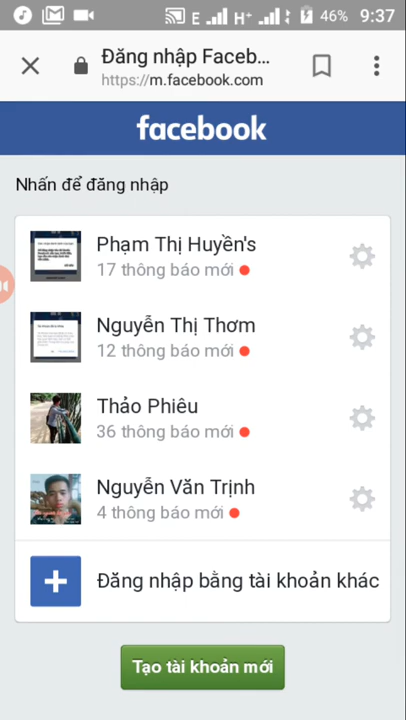 E H+ 46% 9:37
Đăng nhập Faceb...
https://m.facebook.com
facebook
Nhấn để đăng nhập
Phạm Thị Huyền's
17 thông báo mới
Nguyễn Thị Thơm
12 thông báo mới
Thảo Phiêu
36 thông báo mới
Nguyễn Văn Trịnh
4 thông báo mới
Đăng nhập bằng tài khoản khác
Tạo tài khoản mới